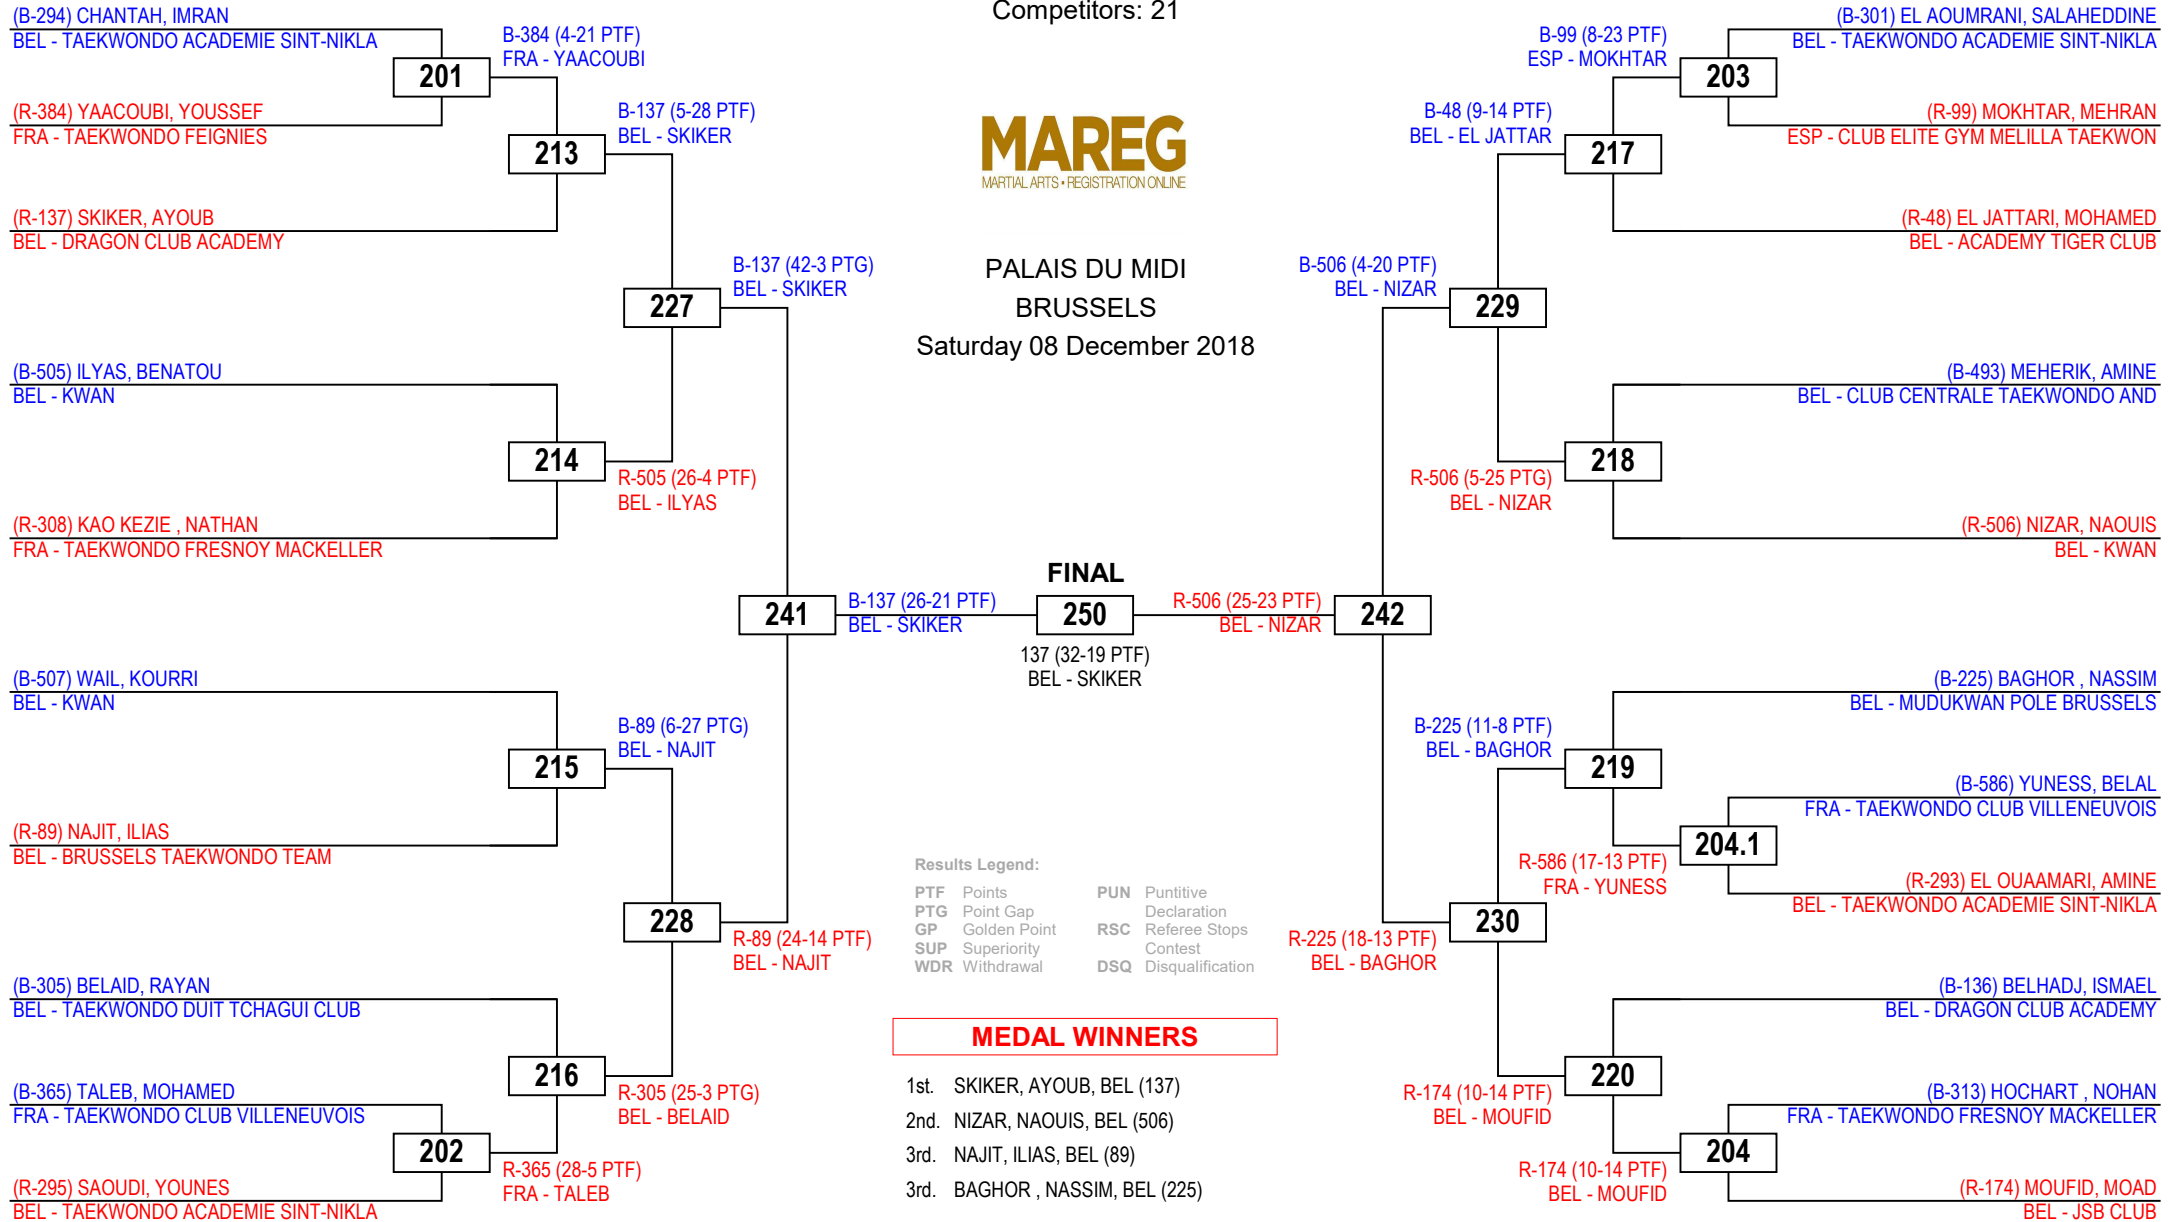 Competitors: 21
(B-294) CHANTAH, IMRAN
BEL - TAEKWONDO ACADEMIE SINT-NIKLA
201
(R-384) YAACOUBI, YOUSSEF
FRA - TAEKWONDO FEIGNIES
B-384 (4-21 PTF)
FRA - YAACOUBI
213
(R-137) SKIKER, AYOUB
BEL - DRAGON CLUB ACADEMY
B-137 (5-28 PTF)
BEL - SKIKER
227
B-137 (42-3 PTG)
BEL - SKIKER
(B-505) ILYAS, BENATOU
BEL - KWAN
214
(R-308) KAO KEZIE , NATHAN
FRA - TAEKWONDO FRESNOY MACKELLER
R-505 (26-4 PTF)
BEL - ILYAS
241
B-137 (26-21 PTF)
BEL - SKIKER
(B-507) WAIL, KOURRI
BEL - KWAN
215
(R-89) NAJIT, ILIAS
BEL - BRUSSELS TAEKWONDO TEAM
B-89 (6-27 PTG)
BEL - NAJIT
228
R-89 (24-14 PTF)
BEL - NAJIT
(B-305) BELAID, RAYAN
BEL - TAEKWONDO DUIT TCHAGUI CLUB
216
R-305 (25-3 PTG)
BEL - BELAID
(B-365) TALEB, MOHAMED
FRA - TAEKWONDO CLUB VILLENEUVOIS
202
R-365 (28-5 PTF)
FRA - TALEB
(R-295) SAOUDI, YOUNES
BEL - TAEKWONDO ACADEMIE SINT-NIKLA
MAREG
MARTIAL ARTS • REGISTRATION ONLINE
PALAIS DU MIDI
BRUSSELS
Saturday 08 December 2018
FINAL
250
137 (32-19 PTF)
BEL - SKIKER
Results Legend:
PTF Points
PTG Point Gap
GP Golden Point
SUP Superiority
WDR Withdrawal
PUN Puntitive
Declaration
RSC Referee Stops
Contest
DSQ Disqualification
MEDAL WINNERS
1st. SKIKER, AYOUB, BEL (137)
2nd. NIZAR, NAOUIS, BEL (506)
3rd. NAJIT, ILIAS, BEL (89)
3rd. BAGHOR , NASSIM, BEL (225)
(B-301) EL AOUMRANI, SALAHEDDINE
BEL - TAEKWONDO ACADEMIE SINT-NIKLA
203
(R-99) MOKHTAR, MEHRAN
ESP - CLUB ELITE GYM MELILLA TAEKWON
B-99 (8-23 PTF)
ESP - MOKHTAR
217
(R-48) EL JATTARI, MOHAMED
BEL - ACADEMY TIGER CLUB
B-48 (9-14 PTF)
BEL - EL JATTAR
229
B-506 (4-20 PTF)
BEL - NIZAR
(B-493) MEHERIK, AMINE
BEL - CLUB CENTRALE TAEKWONDO AND
218
R-506 (5-25 PTG)
BEL - NIZAR
(R-506) NIZAR, NAOUIS
BEL - KWAN
242
R-506 (25-23 PTF)
BEL - NIZAR
(B-225) BAGHOR , NASSIM
BEL - MUDUKWAN POLE BRUSSELS
219
B-225 (11-8 PTF)
BEL - BAGHOR
(B-586) YUNESS, BELAL
FRA - TAEKWONDO CLUB VILLENEUVOIS
204.1
R-586 (17-13 PTF)
FRA - YUNESS
(R-293) EL OUAAMARI, AMINE
BEL - TAEKWONDO ACADEMIE SINT-NIKLA
230
R-225 (18-13 PTF)
BEL - BAGHOR
(B-136) BELHADJ, ISMAEL
BEL - DRAGON CLUB ACADEMY
220
R-174 (10-14 PTF)
BEL - MOUFID
(B-313) HOCHART , NOHAN
FRA - TAEKWONDO FRESNOY MACKELLER
204
R-174 (10-14 PTF)
BEL - MOUFID
(R-174) MOUFID, MOAD
BEL - JSB CLUB